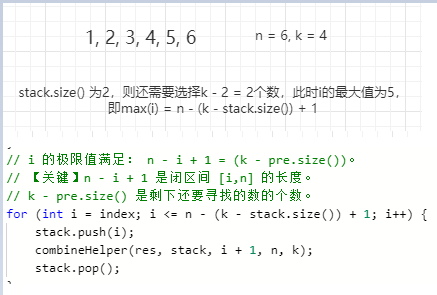 1, 2, 3, 4, 5, 6
n = 6, k = 4
stack.size() 为2，则还需要选择k - 2 = 2个数，此时i的最大值为5，
即max(i) = n - (k - stack.size()) + 1
// i 的极限值满足： n - i + 1 = (k - pre.size())。
// 【关键】n - i + 1 是闭区间 [i,n] 的长度。
// k - pre.size() 是剩下还要寻找的数的个数。
for (int i = index; i <= n - (k - stack.size()) + 1; i++) {
    stack.push(i);
    combineHelper(res, stack, i + 1, n, k);
    stack.pop();